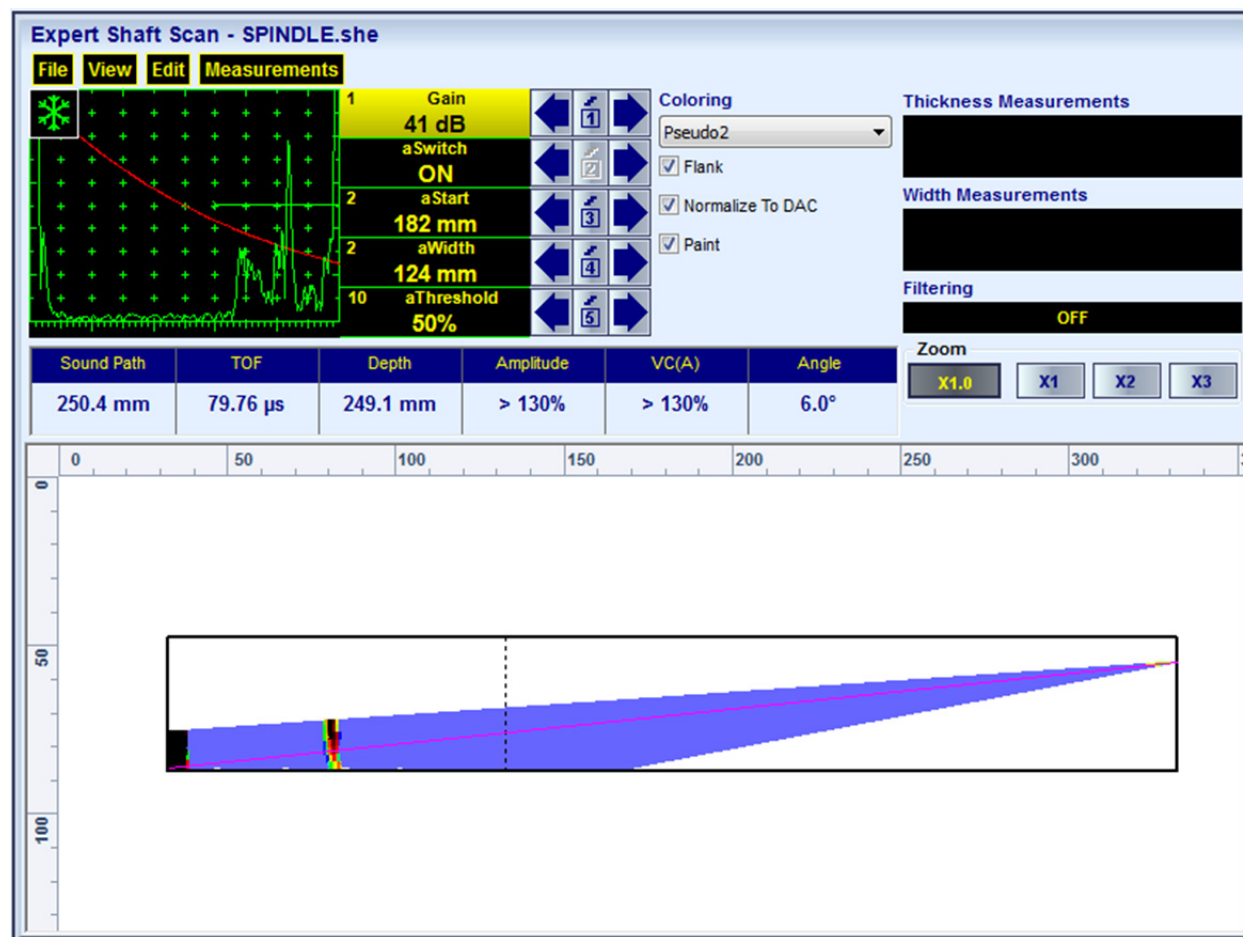 Expert Shaft Scan - SPINDLE.she
File View Edit Measurements
1 Gain
41 dB
aSwitch
ON
2 aStart
182 mm
2 aWidth
124 mm
10 aThreshold
50%
1
2
3
4
5
Coloring
Pseudo2
Flank
Normalize To DAC
Paint
Thickness Measurements
Width Measurements
Filtering
OFF
Zoom
X1.0 X1 X2 X3
Sound Path TOF Depth Amplitude VC(A) Angle
250.4 mm 79.76 µs 249.1 mm > 130% > 130% 6.0°
0 50 100 150 200 250 300
0
50
100